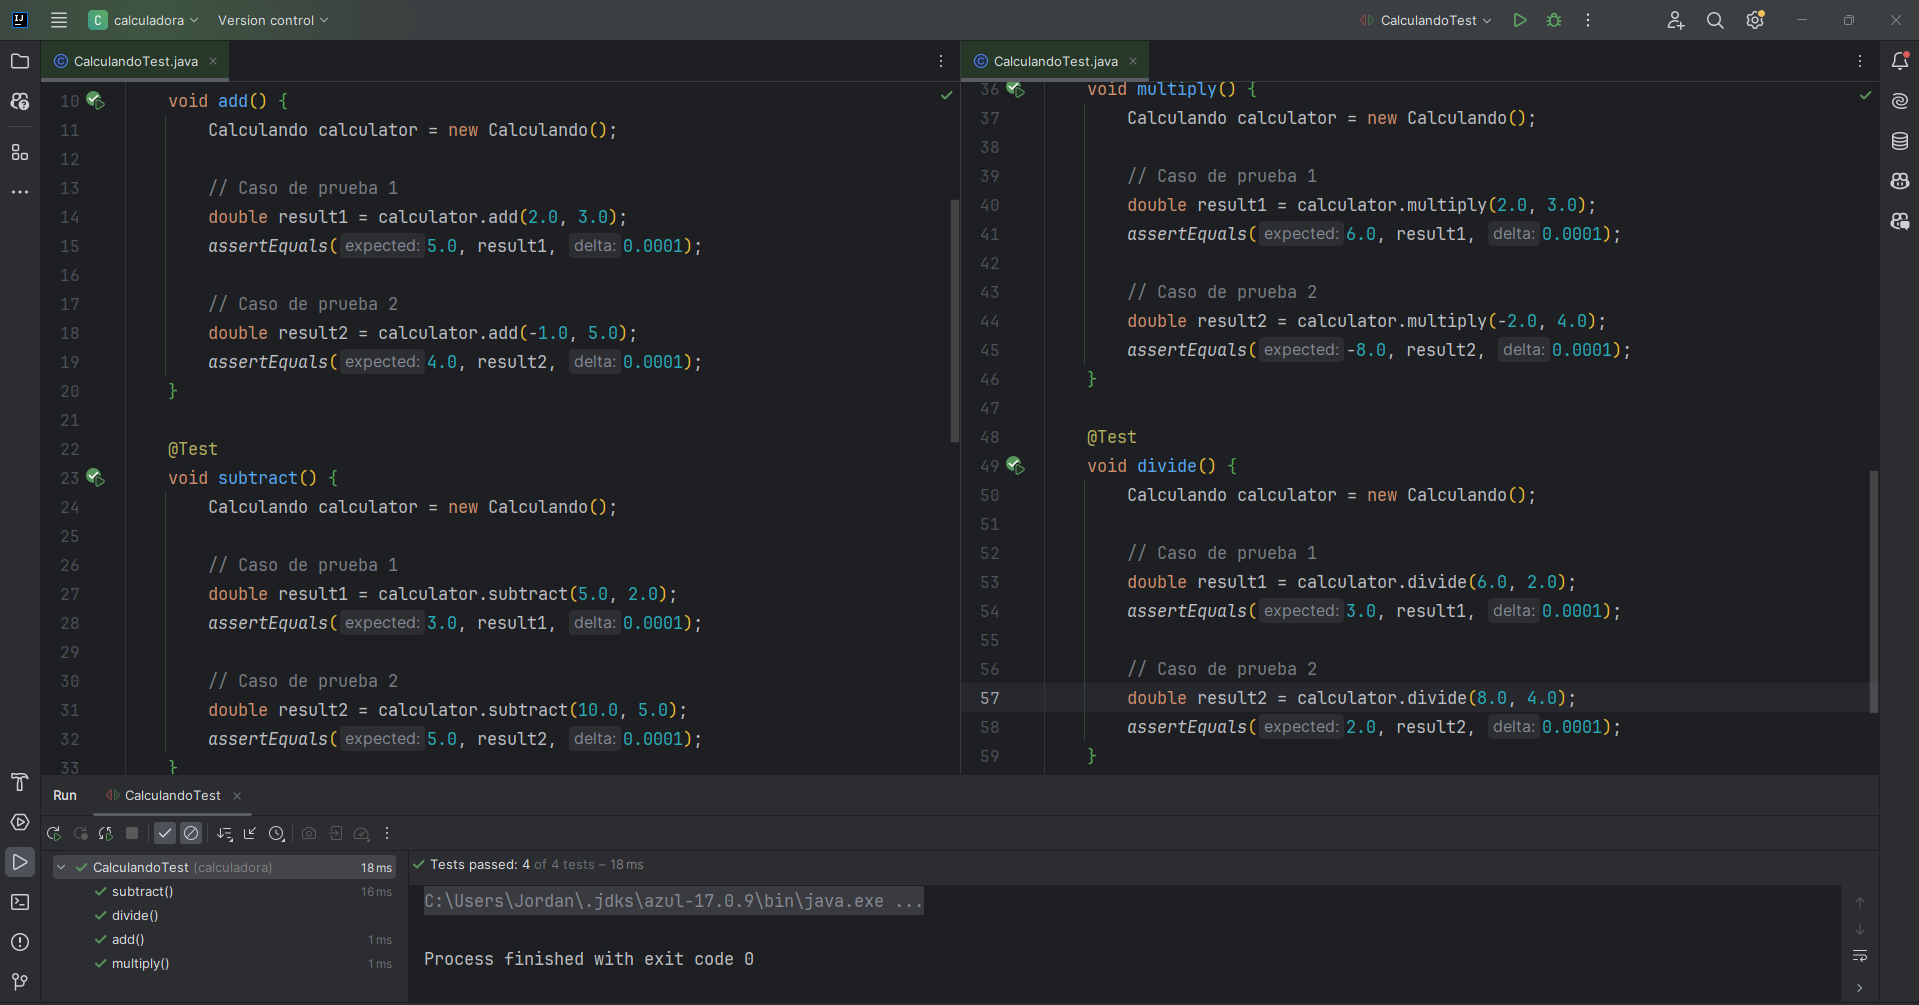 C calculadora Version control CalculandoTest
CalculandoTest.java
10 void add() {
11 Calculando calculator = new Calculando();
12
13 // Caso de prueba 1
14 double result1 = calculator.add(2.0, 3.0);
15 assertEquals( expected: 5.0, result1, delta: 0.0001);
16
17 // Caso de prueba 2
18 double result2 = calculator.add(-1.0, 5.0);
19 assertEquals( expected: 4.0, result2, delta: 0.0001);
20 }
21
22 @Test
23 void subtract() {
24 Calculando calculator = new Calculando();
25
26 // Caso de prueba 1
27 double result1 = calculator.subtract(5.0, 2.0);
28 assertEquals( expected: 3.0, result1, delta: 0.0001);
29
30 // Caso de prueba 2
31 double result2 = calculator.subtract(10.0, 5.0);
32 assertEquals( expected: 5.0, result2, delta: 0.0001);
33 }
CalculandoTest.java
36 void multiply() {
37 Calculando calculator = new Calculando();
38
39 // Caso de prueba 1
40 double result1 = calculator.multiply(2.0, 3.0);
41 assertEquals( expected: 6.0, result1, delta: 0.0001);
42
43 // Caso de prueba 2
44 double result2 = calculator.multiply(-2.0, 4.0);
45 assertEquals( expected: -8.0, result2, delta: 0.0001);
46 }
47
48 @Test
49 void divide() {
50 Calculando calculator = new Calculando();
51
52 // Caso de prueba 1
53 double result1 = calculator.divide(6.0, 2.0);
54 assertEquals( expected: 3.0, result1, delta: 0.0001);
55
56 // Caso de prueba 2
57 double result2 = calculator.divide(8.0, 4.0);
58 assertEquals( expected: 2.0, result2, delta: 0.0001);
59 }
Run CalculandoTest
CalculandoTest (calculadora) 18 ms
subtract() 16 ms
divide()
add() 1 ms
multiply() 1 ms
Tests passed: 4 of 4 tests – 18 ms
C:\Users\Jordan\.jdks\azul-17.0.9\bin\java.exe ...
Process finished with exit code 0